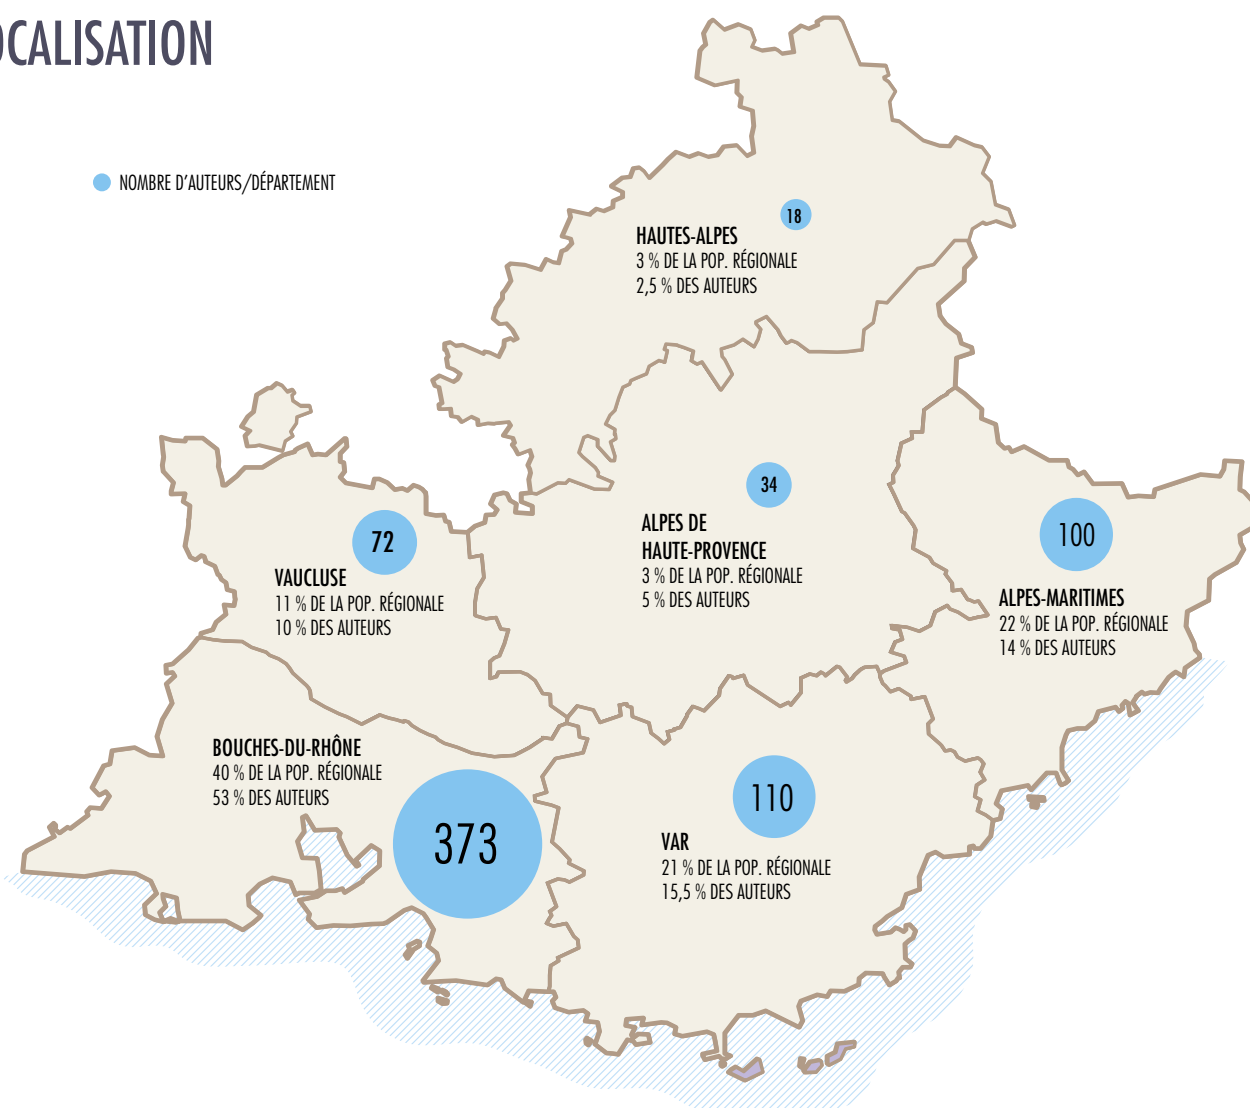 OCALISATION
NOMBRE D'AUTEURS/DÉPARTEMENT
18
HAUTES-ALPES
3 % DE LA POP. RÉGIONALE
2,5 % DES AUTEURS
34
ALPES DE
HAUTE-PROVENCE
3 % DE LA POP. RÉGIONALE
5 % DES AUTEURS
72
VAUCLUSE
11 % DE LA POP. RÉGIONALE
10 % DES AUTEURS
100
ALPES-MARITIMES
22 % DE LA POP. RÉGIONALE
14 % DES AUTEURS
BOUCHES-DU-RHÔNE
40 % DE LA POP. RÉGIONALE
53 % DES AUTEURS
373
110
VAR
21 % DE LA POP. RÉGIONALE
15,5 % DES AUTEURS